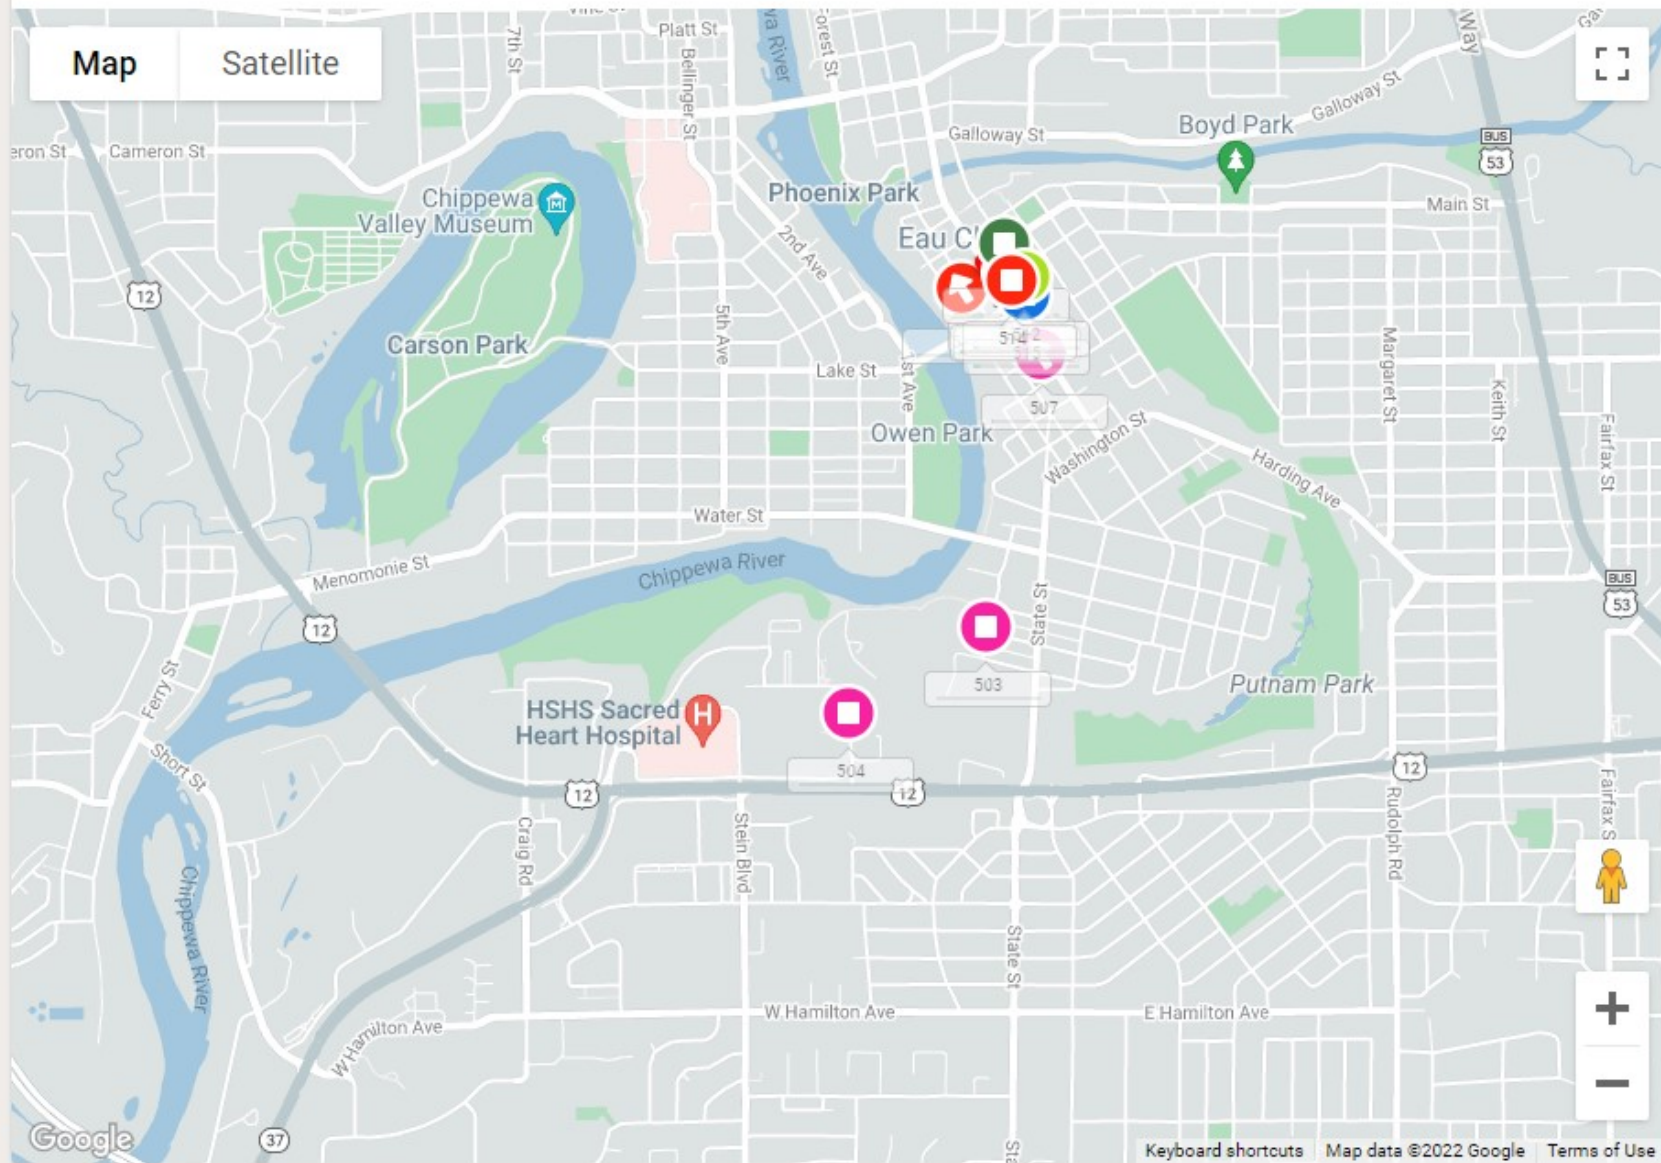 Map
Satellite
7th St
Platt St
Bellinger St
Forest St
Way
Galloway St
Galloway St
Boyd Park
BUS
53
Cameron St
eron St
Chippewa
Valley Museum
Phoenix Park
Main St
2nd Ave
12
Carson Park
5th Ave
Lake St
1st Ave
514
507
Margaret St
Keith St
Fairfax St
Owen Park
Washington St
Harding Ave
Water St
Menomonie St
Chippewa River
State St
BUS
53
12
503
Putnam Park
Ferry St
HSHS Sacred
Heart Hospital
H
Short St
504
12
12
12
Craig Rd
Stein Blvd
Rudolph Rd
Fairfax S
Chippewa River
State St
W Hamilton Ave
E Hamilton Ave
W Hamilton Ave
37
Google
Keyboard shortcuts
Map data ©2022 Google
Terms of Use